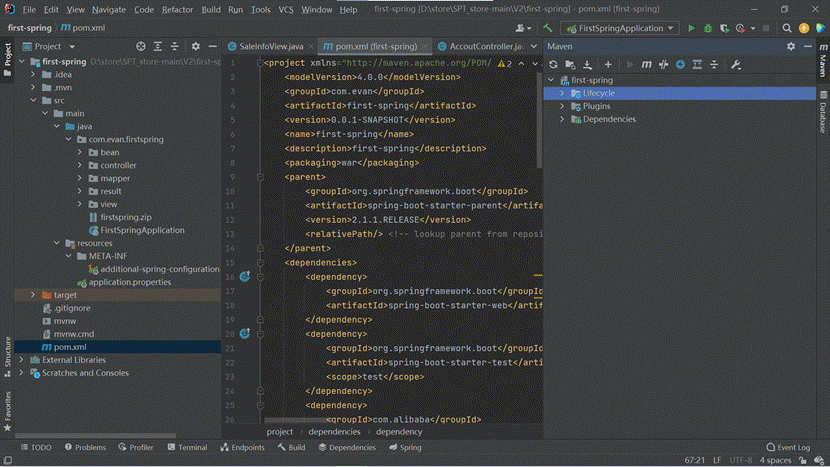 File Edit View Navigate Code Refactor Build Run Tools VCS Window Help first-spring [D:\store\SPT_store-main\V2\first-spring] - pom.xml (first-spring)
first-spring pom.xml FirstSpringApplication
Project
SaleInfoView.java pom.xml (first-spring) AccoutController.java
Maven
Project
first-spring D:\store\SPT_store-main\V2\first-
.idea
.mvn
src
main
java
com.evan.firstspring
bean
controller
mapper
result
view
firstspring.zip
FirstSpringApplication
resources
META-INF
additional-spring-configuration
application.properties
target
.gitignore
mvnw
mvnw.cmd
pom.xml
External Libraries
Scratches and Consoles
Structure
Favorites
2
1 <project xmlns="http://maven.apache.org/POM/
2 <modelVersion>4.0.0</modelVersion>
3 <groupId>com.evan</groupId>
4 <artifactId>first-spring</artifactId>
5 <version>0.0.1-SNAPSHOT</version>
6 <name>first-spring</name>
7 <description>first-spring</description>
8 <packaging>war</packaging>
9 <parent>
10 <groupId>org.springframework.boot</groupId>
11 <artifactId>spring-boot-starter-parent</artifa
12 <version>2.1.1.RELEASE</version>
13 <relativePath/> <!-- lookup parent from reposi
14 </parent>
15 <dependencies>
16 <dependency>
17 <groupId>org.springframework.boot</groupId
18 <artifactId>spring-boot-starter-web</artif
19 </dependency>
20 <dependency>
21 <groupId>org.springframework.boot</groupId
22 <artifactId>spring-boot-starter-test</arti
23 <scope>test</scope>
24 </dependency>
25 <dependency>
26 <groupId>com.alibaba</groupId>
project dependencies dependency
first-spring
Lifecycle
Plugins
Dependencies
Maven
Database
TODO Problems Profiler Terminal Endpoints Build Dependencies Spring Event Log
67:21 LF UTF-8 4 spaces